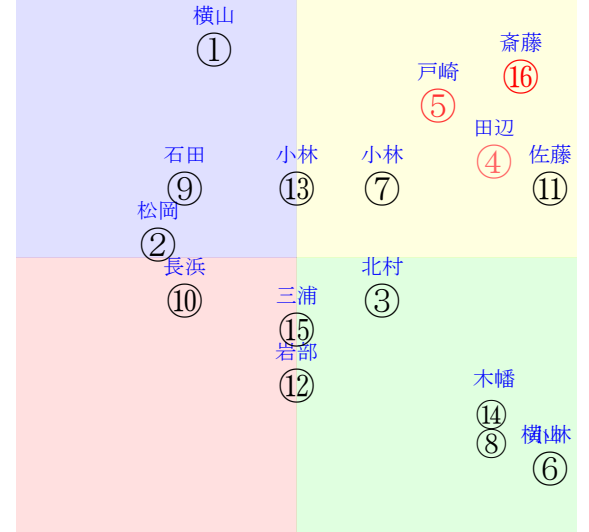 横山
①
斎藤
⑯
戸崎
⑤
田辺
④
石田
⑨
小林
⑬
小林
⑦
佐藤
⑪
松岡
②
長浜
⑩
北村
③
三浦
⑮
岩部
⑫
木幡
⑭
⑧
⑥